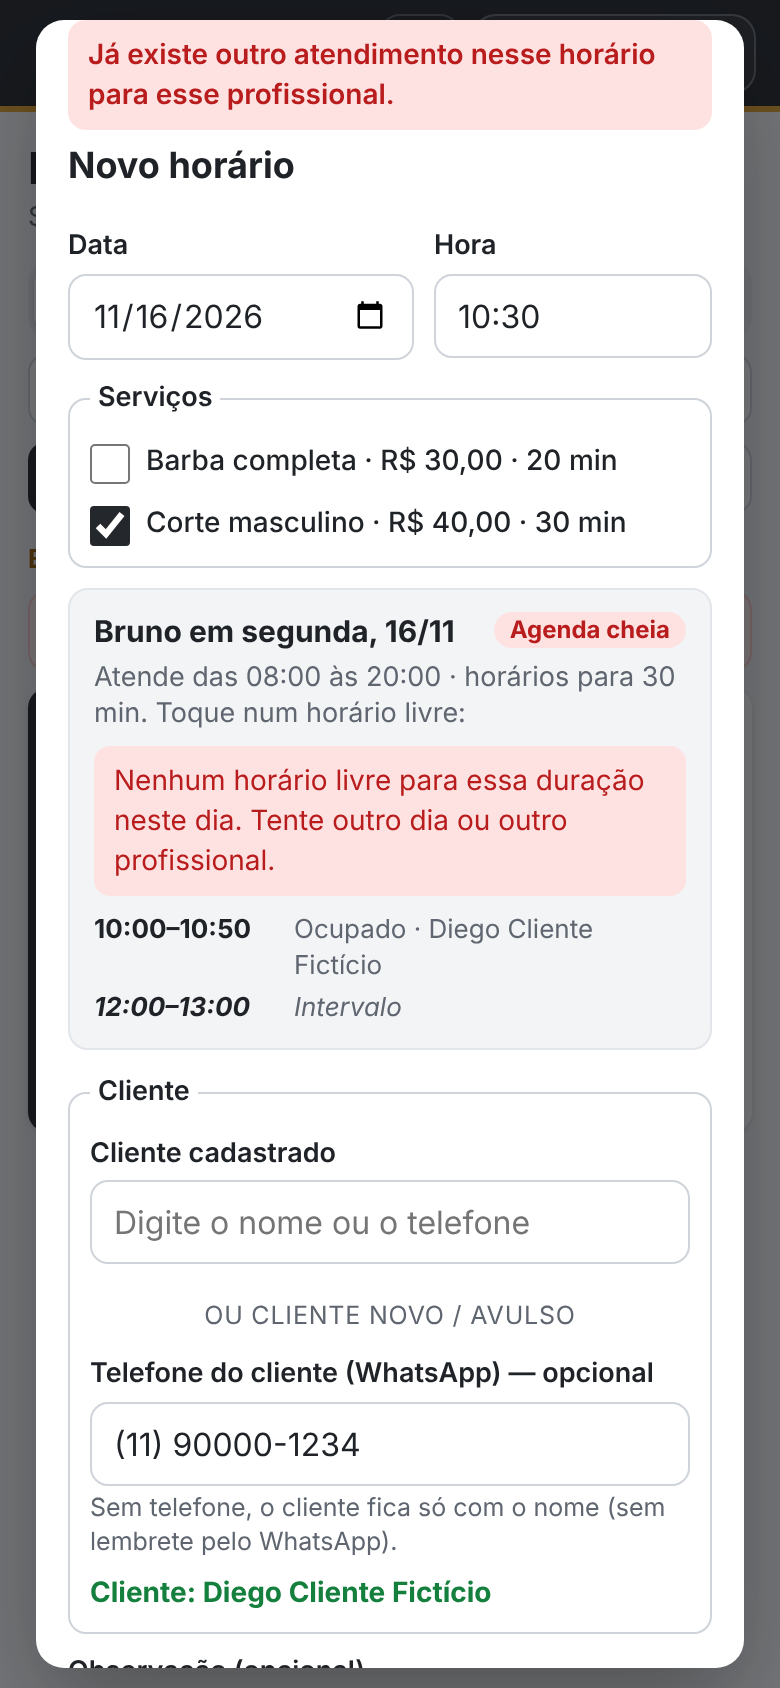 Já existe outro atendimento nesse horário
para esse profissional.
Novo horário
Data
Hora
11/16/2026
10:30
Serviços
Barba completa · R$ 30,00 · 20 min
Corte masculino · R$ 40,00 · 30 min
Bruno em segunda, 16/11
Agenda cheia
Atende das 08:00 às 20:00 · horários para 30
min. Toque num horário livre:
Nenhum horário livre para essa duração
neste dia. Tente outro dia ou outro
profissional.
10:00–10:50 Ocupado · Diego Cliente
Fictício
12:00–13:00 Intervalo
Cliente
Cliente cadastrado
Digite o nome ou o telefone
OU CLIENTE NOVO / AVULSO
Telefone do cliente (WhatsApp) — opcional
(11) 90000-1234
Sem telefone, o cliente fica só com o nome (sem
lembrete pelo WhatsApp).
Cliente: Diego Cliente Fictício
Observação (opcional)